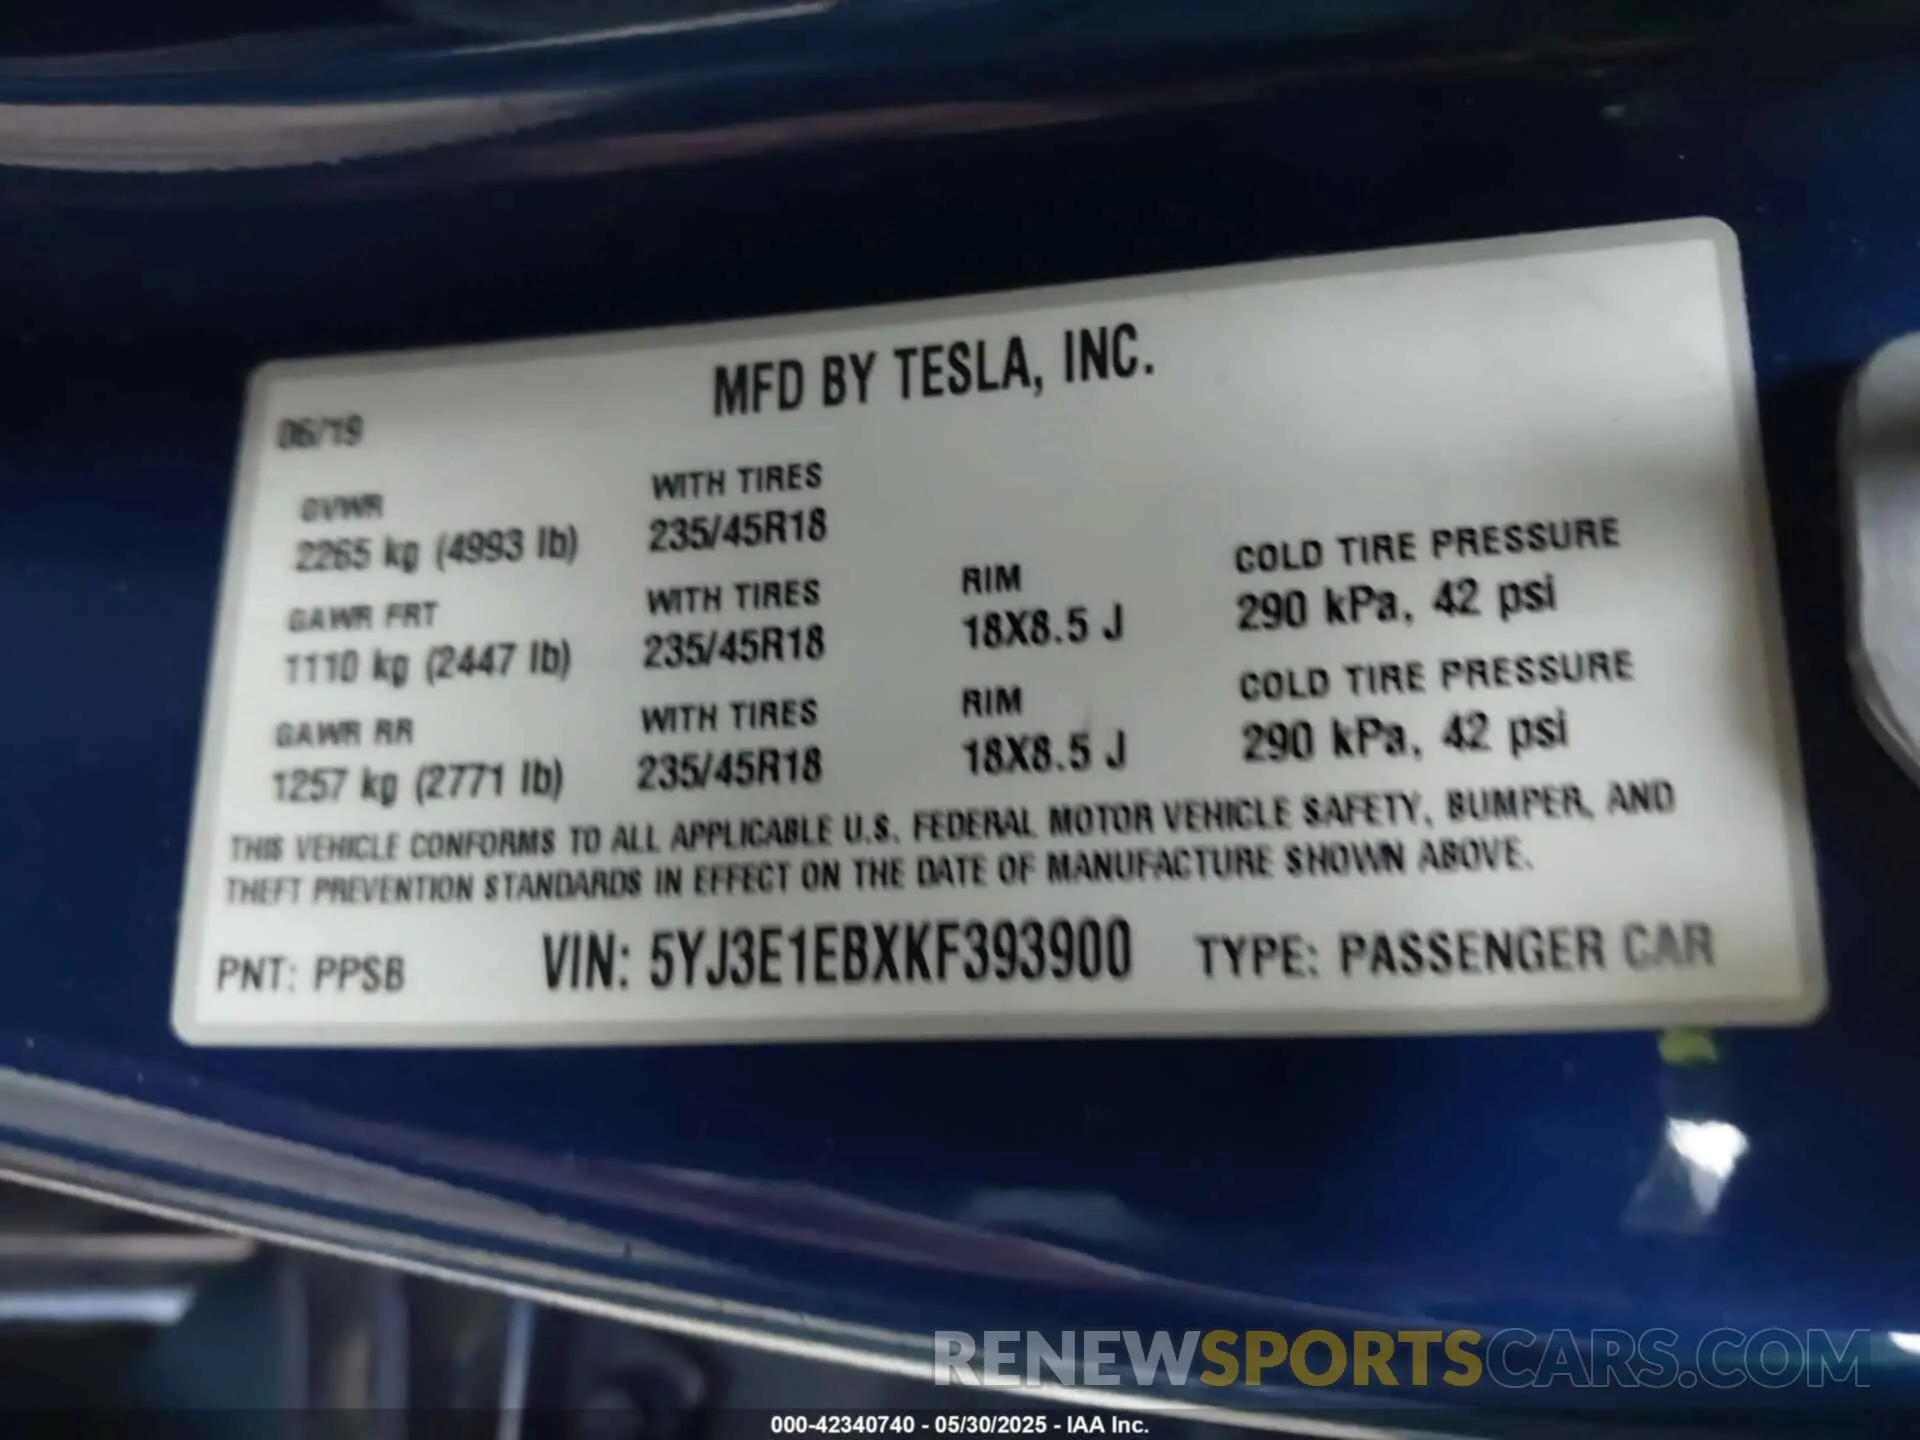 MFD BY TESLA, INC.
06/19
GVWR WITH TIRES
2265 kg (4993 lb) 235/45R18
GAWR FRT WITH TIRES RIM COLD TIRE PRESSURE
1110 kg (2447 lb) 235/45R18 18X8.5 J 290 kPa, 42 psi
GAWR RR WITH TIRES RIM COLD TIRE PRESSURE
1257 kg (2771 lb) 235/45R18 18X8.5 J 290 kPa, 42 psi
THIS VEHICLE CONFORMS TO ALL APPLICABLE U.S. FEDERAL MOTOR VEHICLE SAFETY, BUMPER, AND
THEFT PREVENTION STANDARDS IN EFFECT ON THE DATE OF MANUFACTURE SHOWN ABOVE.
PNT: PPSB VIN: 5YJ3E1EBXKF393900 TYPE: PASSENGER CAR
RENEWSPORTSCARS.COM
000-42340740 - 05/30/2025 - IAA Inc.